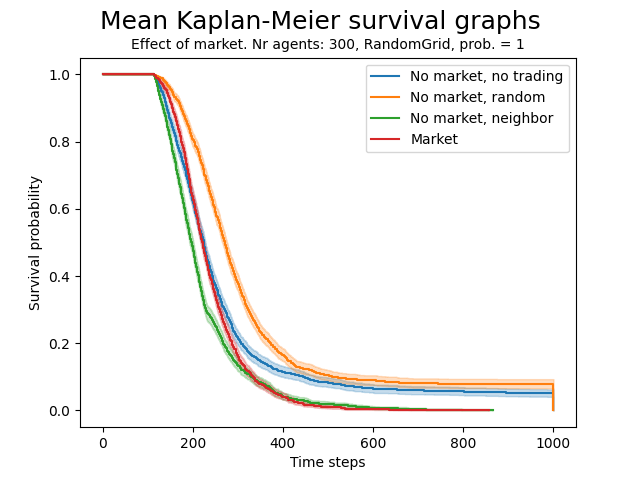 Mean Kaplan-Meier survival graphs
Effect of market. Nr agents: 300, RandomGrid, prob. = 1
No market, no trading
No market, random
No market, neighbor
Market
Survival probability
1.0
0.8
0.6
0.4
0.2
0.0
0 200 400 600 800 1000
Time steps